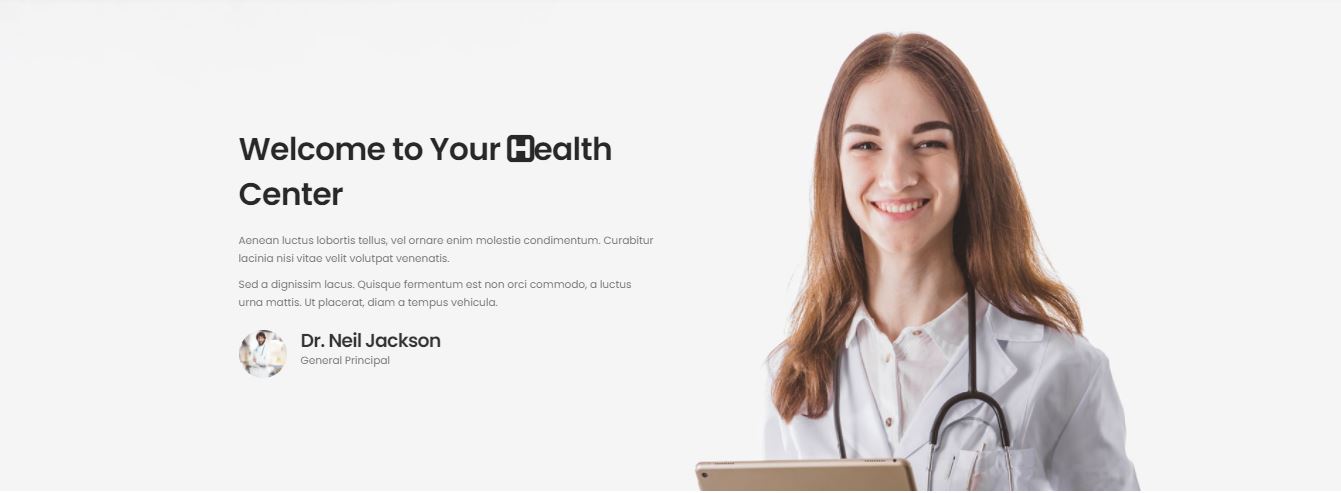 Welcome to Your Health
Center
Aenean luctus lobortis tellus, vel ornare enim molestie condimentum. Curabitur
lacinia nisi vitae velit volutpat venenatis.
Sed a dignissim lacus. Quisque fermentum est non orci commodo, a luctus
urna mattis. Ut placerat, diam a tempus vehicula.
Dr. Neil Jackson
General Principal